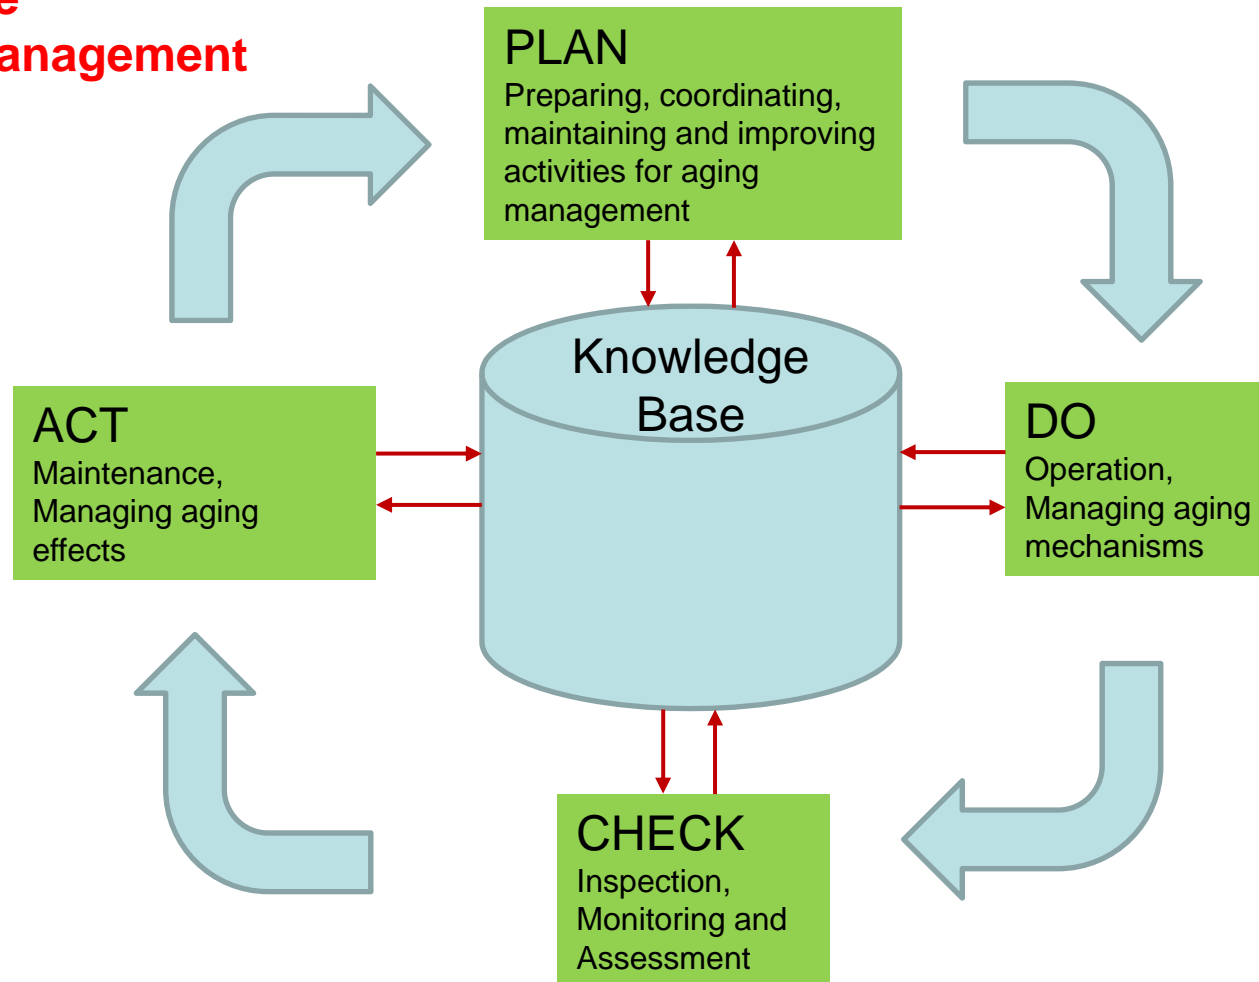 e
anagement
PLAN
Preparing, coordinating,
maintaining and improving
activities for aging
management
Knowledge
Base
ACT
Maintenance,
Managing aging
effects
DO
Operation,
Managing aging
mechanisms
CHECK
Inspection,
Monitoring and
Assessment